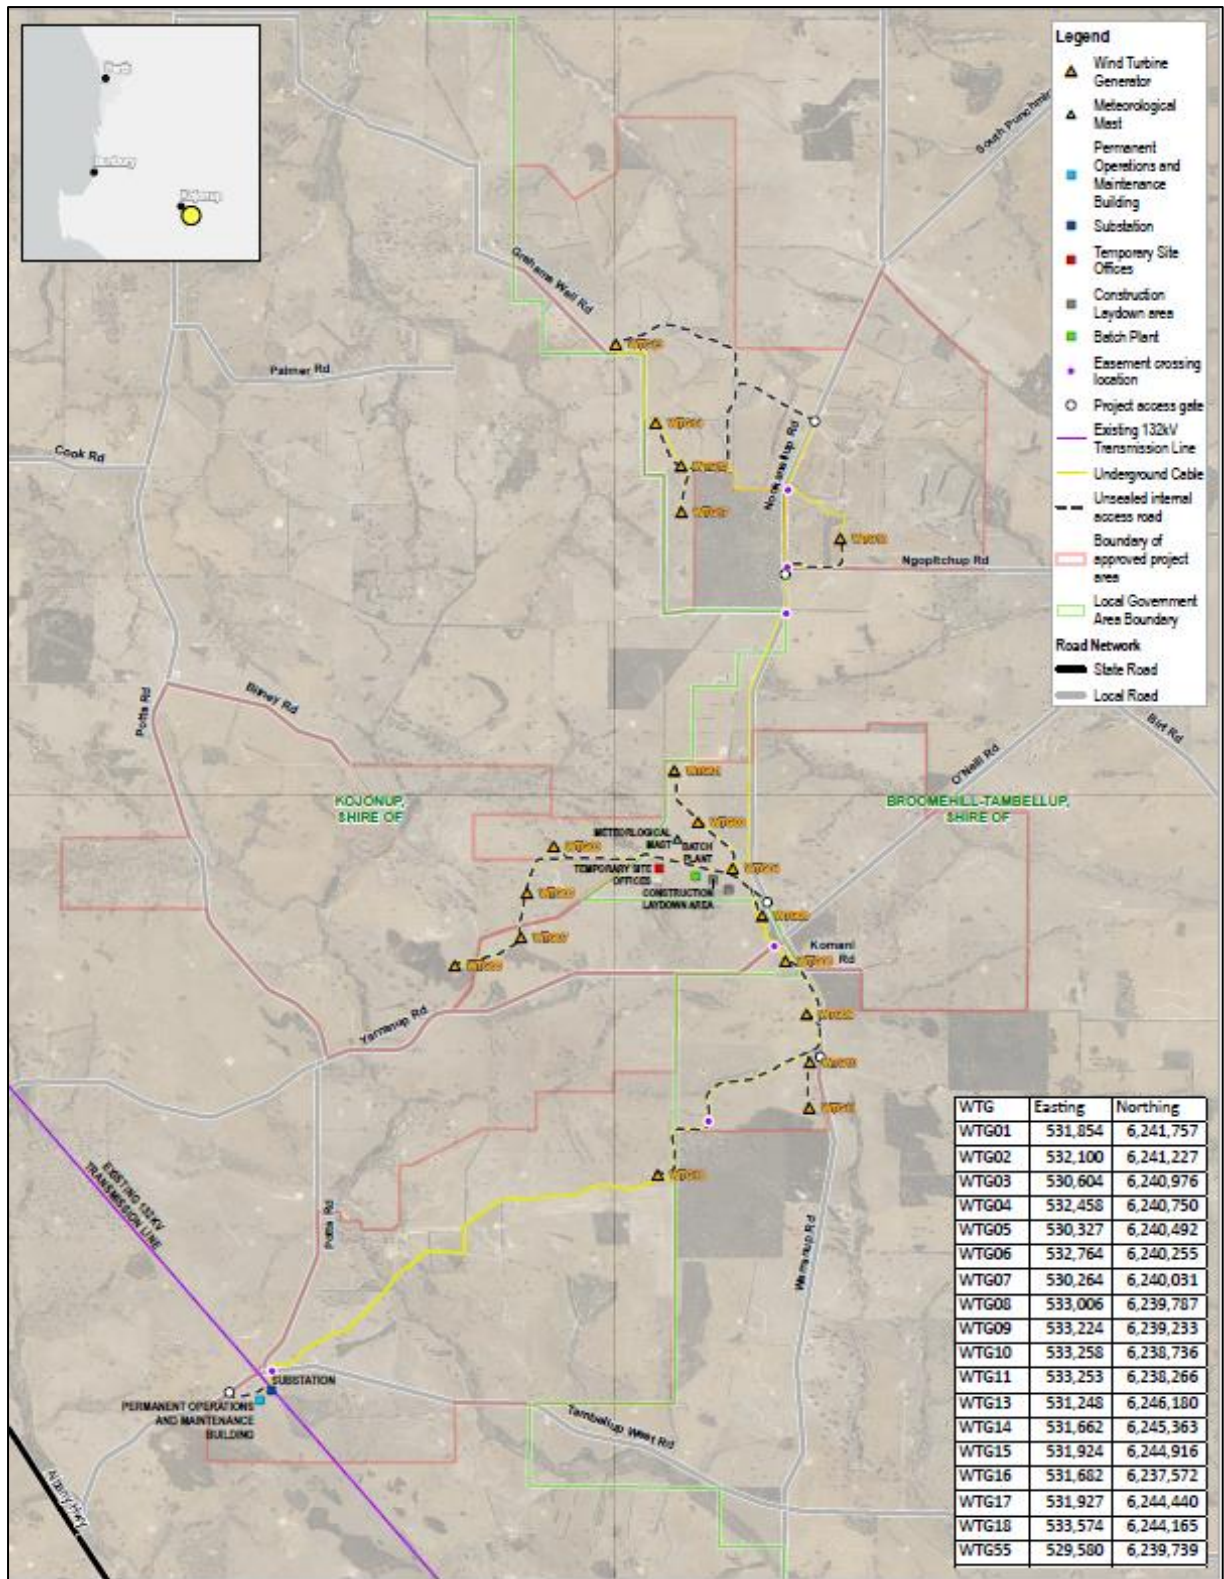 Perth
Bunbury
Kojonup
Legend
Wind Turbine
Generator
Meteorological
Mast
Permanent
Operations and
Maintenance
Building
Substation
Temporary Site
Offices
Construction
Laydown area
Batch Plant
Easement crossing
location
Project access gate
Existing 132kV
Transmission Line
Underground Cable
Unsealed internal
access road
Boundary of
approved project
area
Local Government
Area Boundary
Road Network
State Road
Local Road
Grahams Well Rd
Palmer Rd
Cook Rd
Ngopitchup Rd
Potts Rd
Bilney Rd
O'Neill Rd
Birt Rd
KOJONUP,
SHIRE OF
BROOMEHILL-TAMBELLUP,
SHIRE OF
METEORLOGICAL
MAST
BATCH
PLANT
TEMPORARY SITE
OFFICES
CONSTRUCTION
LAYDOWN AREA
Yarranup Rd
Rd
EXISTING 132KV
TRANSMISSION LINE
Potts Rd
Warranup Rd
SUBSTATION
PERMANENT OPERATIONS
AND MAINTENANCE
BUILDING
Tambellup West Rd
Albany Hwy
WTG Easting Northing
WTG01 531,854 6,241,757
WTG02 532,100 6,241,227
WTG03 530,604 6,240,976
WTG04 532,458 6,240,750
WTG05 530,327 6,240,492
WTG06 532,764 6,240,255
WTG07 530,264 6,240,031
WTG08 533,006 6,239,787
WTG09 533,224 6,239,233
WTG10 533,258 6,238,736
WTG11 533,253 6,238,266
WTG13 531,248 6,246,180
WTG14 531,662 6,245,363
WTG15 531,924 6,244,916
WTG16 531,682 6,237,572
WTG17 531,927 6,244,440
WTG18 533,574 6,244,165
WTG55 529,580 6,239,739